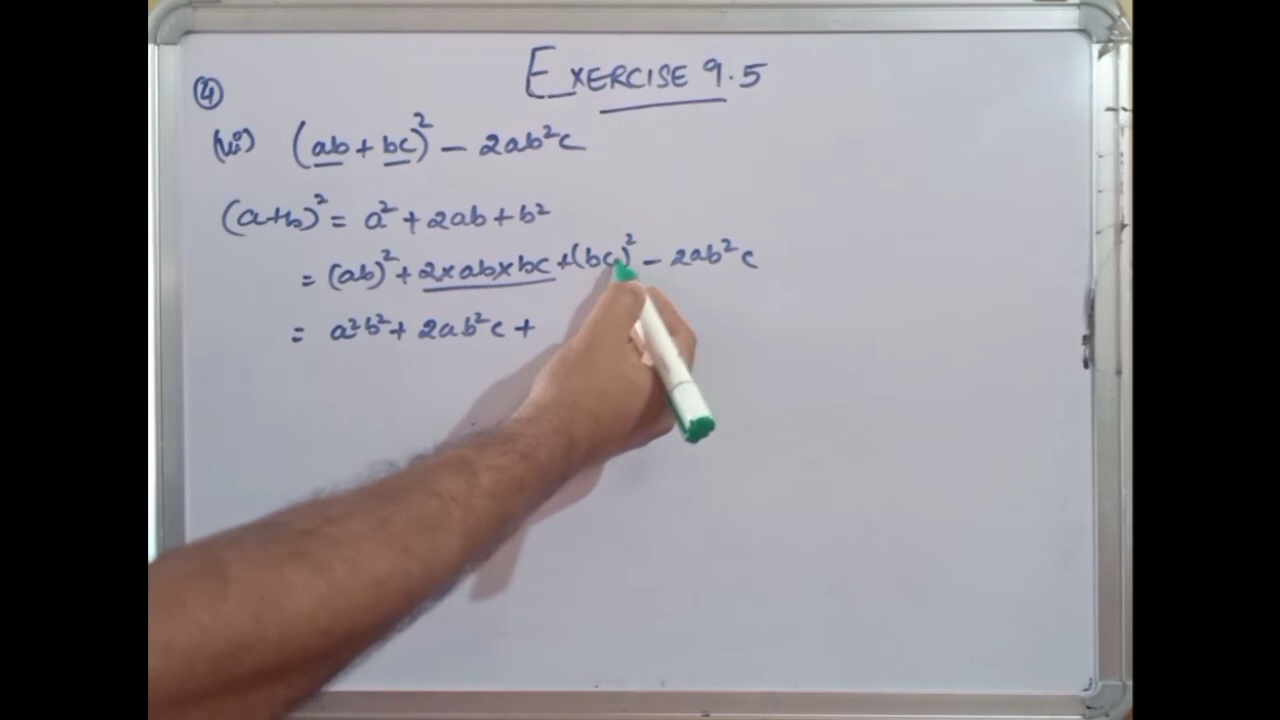 EXERCISE 9.5
④
(vi) (ab + bc)² - 2ab²c
(a+b)² = a² + 2ab + b²
= (ab)² + 2×ab×bc + (bc)² - 2ab²c
= a²b² + 2ab²c +